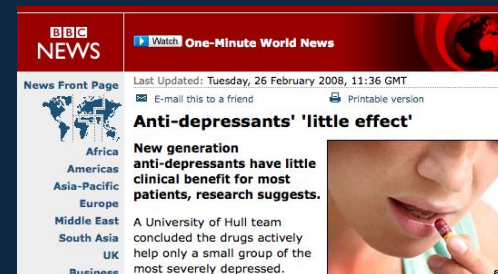 BBC
NEWS
Watch One-Minute World News
News Front Page
Africa
Americas
Asia-Pacific
Europe
Middle East
South Asia
UK
Business
Last Updated: Tuesday, 26 February 2008, 11:36 GMT
E-mail this to a friend
Printable version
Anti-depressants' 'little effect'
New generation
anti-depressants have little
clinical benefit for most
patients, research suggests.
A University of Hull team
concluded the drugs actively
help only a small group of the
most severely depressed.